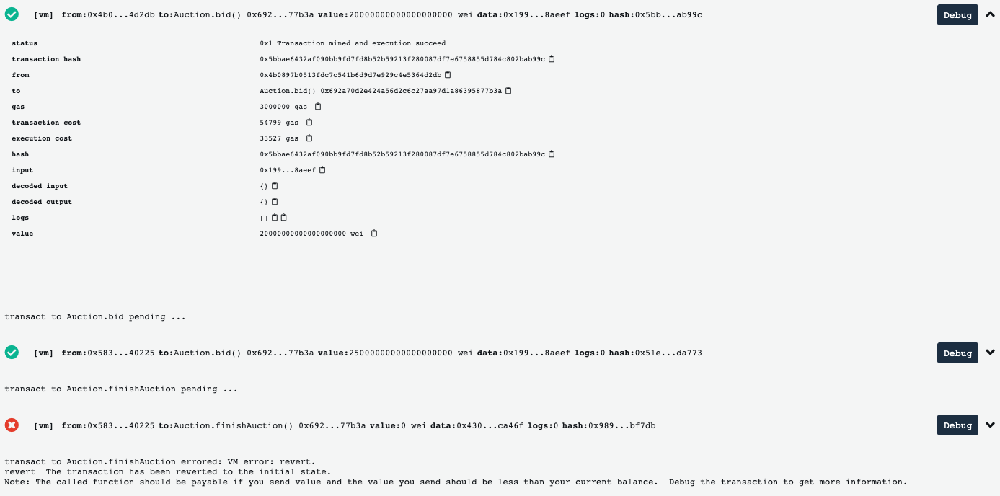 [vm] from:0x4b0...4d2db to:Auction.bid() 0x692...77b3a value:20000000000000000000 wei data:0x199...8aeef logs:0 hash:0x5bb...ab99c Debug
status 0x1 Transaction mined and execution succeed
transaction hash 0x5bbae6432af090bb9fd7fd8b52b59213f280087df7e6758855d784c802bab99c
from 0x4b0897b0513fdc7c541b6d9d7e929c4e5364d2db
to Auction.bid() 0x692a70d2e424a56d2c6c27aa97d1a86395877b3a
gas 3000000 gas
transaction cost 54799 gas
execution cost 33527 gas
hash 0x5bbae6432af090bb9fd7fd8b52b59213f280087df7e6758855d784c802bab99c
input 0x199...8aeef
decoded input {}
decoded output {}
logs []
value 20000000000000000000 wei
transact to Auction.bid pending ...
[vm] from:0x583...40225 to:Auction.bid() 0x692...77b3a value:25000000000000000000 wei data:0x199...8aeef logs:0 hash:0x51e...da773 Debug
transact to Auction.finishAuction pending ...
[vm] from:0x583...40225 to:Auction.finishAuction() 0x692...77b3a value:0 wei data:0x430...ca46f logs:0 hash:0x989...bf7db Debug
transact to Auction.finishAuction errored: VM error: revert.
revert The transaction has been reverted to the initial state.
Note: The called function should be payable if you send value and the value you send should be less than your current balance. Debug the transaction to get more information.